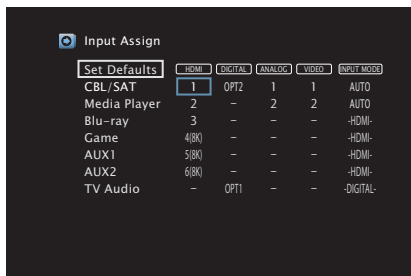 Input Assign
Set Defaults HDMI DIGITAL ANALOG VIDEO INPUT MODE
CBL/SAT 1 OPT2 1 1 AUTO
Media Player 2 – 2 2 AUTO
Blu-ray 3 – – – -HDMI-
Game 4(8K) – – – -HDMI-
AUX1 5(8K) – – – -HDMI-
AUX2 6(8K) – – – -HDMI-
TV Audio – OPT1 – – -DIGITAL-